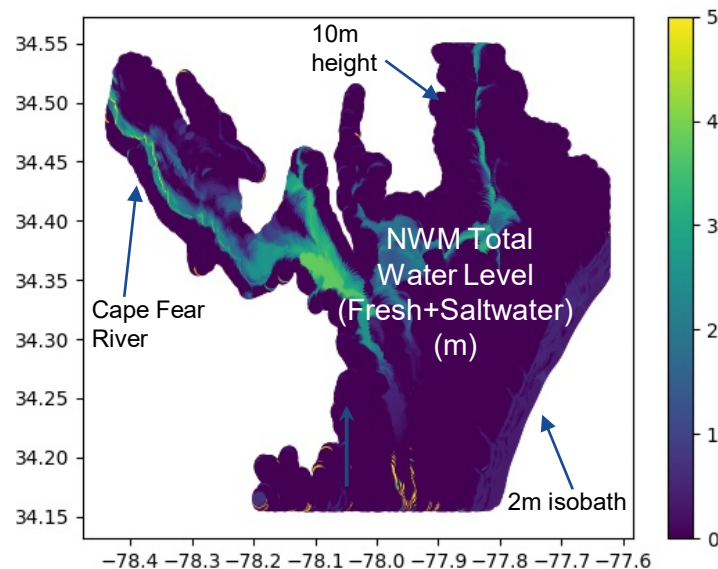 10m
height
NWM Total
Water Level
(Fresh+Saltwater)
(m)
Cape Fear
River
2m isobath
34.55
34.50
34.45
34.40
34.35
34.30
34.25
34.20
34.15
−78.4 −78.3 −78.2 −78.1 −78.0 −77.9 −77.8 −77.7 −77.6
5
4
3
2
1
0